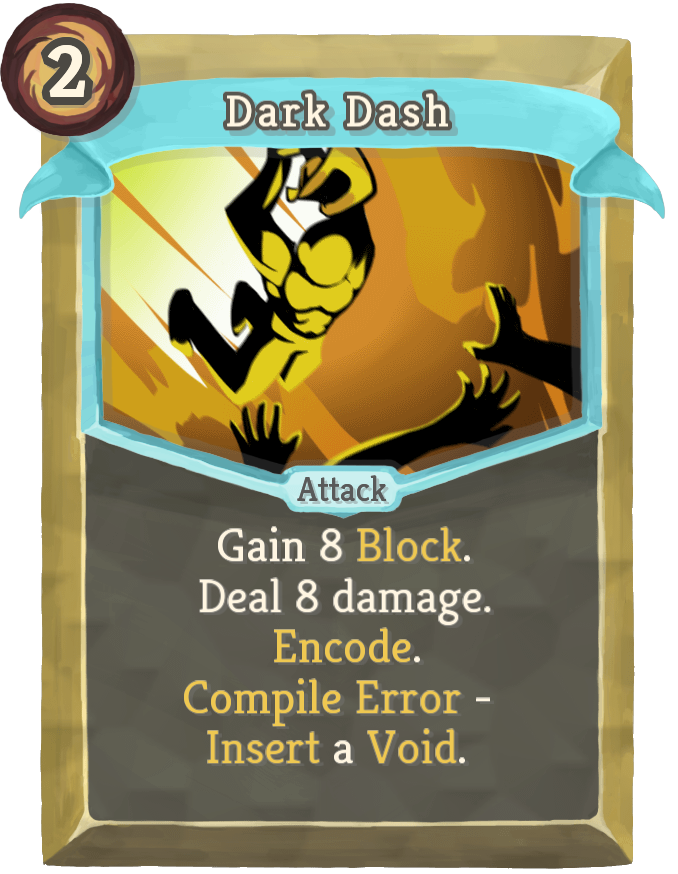 2
Dark Dash
Attack
Gain 8 Block.
Deal 8 damage.
Encode.
Compile Error -
Insert a Void.